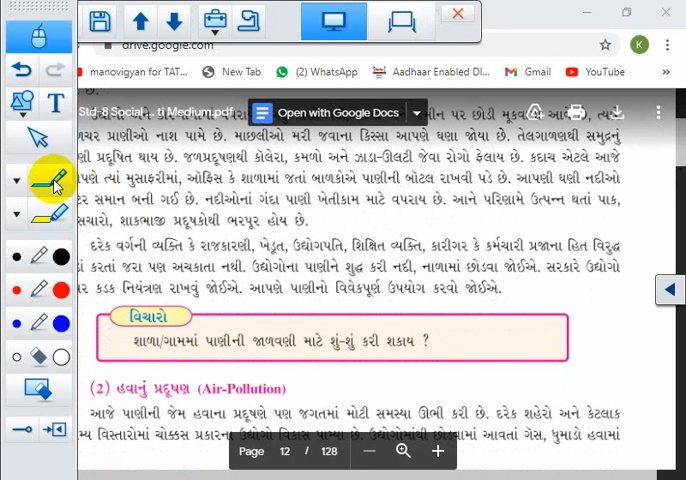 drive.google.com
manovigyan for TAT...
New Tab
(2) WhatsApp
Aadhaar Enabled DI...
Gmail
YouTube
K
છે.
Std-8 Social ... ti Medium.pdf
Open with Google Docs
જમીન પર છોડી મૂકવામાં આવે છે, ત્યાં
પ્રાણીઓ નાશ પામે છે. માછલીઓ મરી જવાના કિસ્સા આપણે ઘણા જોયા છે. તેલગાળણથી સમુદ્રનું
પ્રદૂષિત થાય છે. જળપ્રદૂષણથી કૉલેરા, કમળો અને ઝાડા-ઊલટી જેવા રોગો ફેલાય છે. કદાચ એટલે આજે
ત્યાં મુસાફરીમાં, ઑફિસ કે શાળામાં જતાં બાળકોએ પાણીની બૉટલ રાખવી પડે છે. આપણી ઘણી નદીઓ
સમાન બની ગઈ છે. નદીઓનાં ગંદા પાણી ખેતીકામ માટે વપરાય છે. આને પરિણામે ઉત્પન્ન થતાં પાક,
શાકભાજી પ્રદૂષકોથી ભરપૂર હોય છે.
દરેક વર્ગની વ્યક્તિ કે રાજકારણી, ખેડૂત, ઉદ્યોગપતિ, શિક્ષિત વ્યક્તિ, કારીગર કે કર્મચારી પ્રજાના હિત વિરુદ્ધ
કરતાં જરા પણ અચકાતા નથી. ઉદ્યોગોના પાણીને શુદ્ધ કરી નદી, નાળામાં છોડવા જોઈએ. સરકારે ઉદ્યોગો
કડક નિયંત્રણ રાખવું જોઈએ. આપણે પાણીનો વિવેકપૂર્ણ ઉપયોગ કરવો જોઈએ.
વિચારો
શાળા/ગામમાં પાણીની જાળવણી માટે શું-શું કરી શકાય ?
(2) હવાનું પ્રદૂષણ (Air-Pollution)
આજે પાણીની જેમ હવાના પ્રદૂષણે પણ જગતમાં મોટી સમસ્યા ઊભી કરી છે. દરેક શહેરો અને કેટલાક
વિસ્તારોમાં ચોક્કસ પ્રકારના ઉદ્યોગો વિકાસ પામ્યા છે. ઉદ્યોગોમાંથી છોડવામાં આવતાં ગૅસ, ધુમાડો હવામાં
Page 12 / 128
T